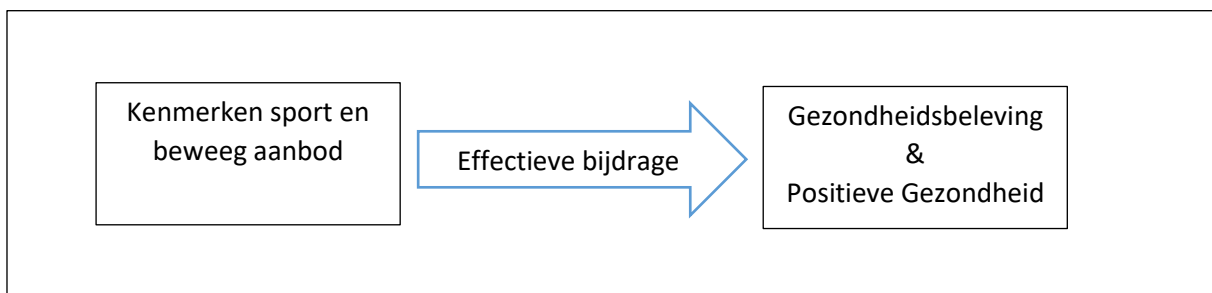 Kenmerken sport en
beweeg aanbod
Effectieve bijdrage
Gezondheidsbeleving
&
Positieve Gezondheid